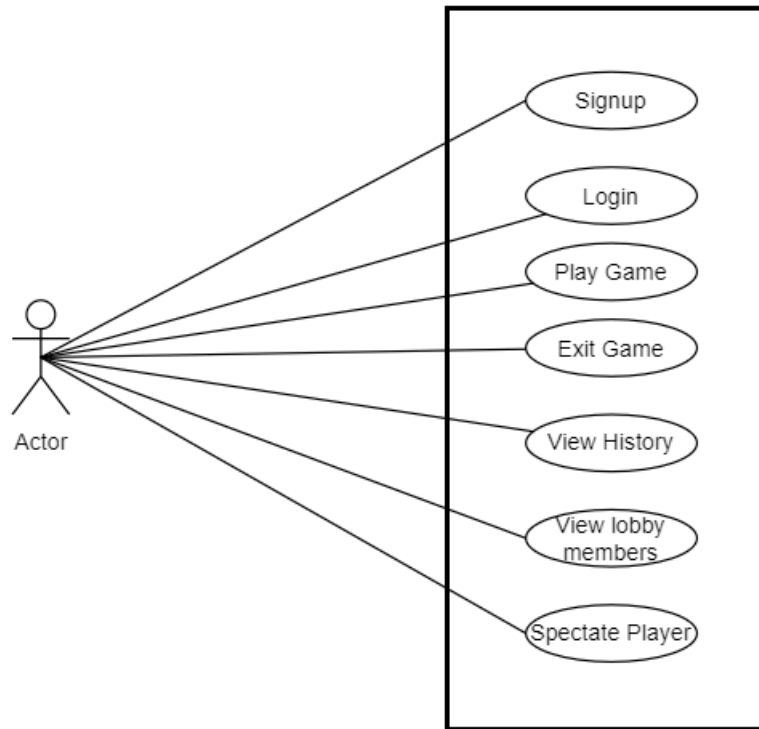 Signup
Login
Play Game
Exit Game
Actor
View History
View lobby
members
Spectate Player